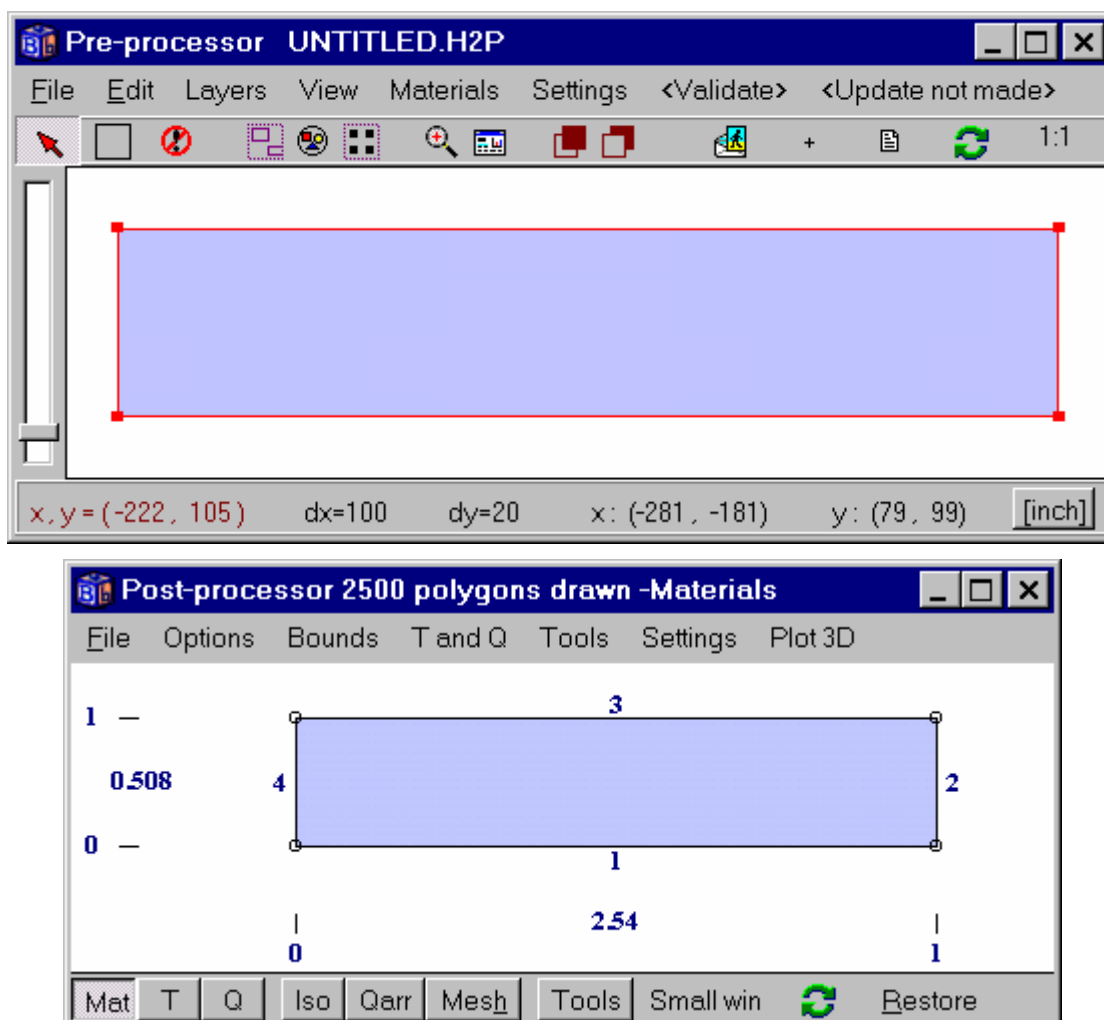 Pre-processor UNTITLED.H2P
File Edit Layers View Materials Settings <Validate> <Update not made>
1:1
x,y=(-222, 105) dx=100 dy=20 x: (-281, -181) y: (79, 99) [inch]
Post-processor 2500 polygons drawn -Materials
File Options Bounds T and Q Tools Settings Plot 3D
1 3
0.508 4 2
0 1
2.54
0 1
Mat T Q Iso Qarr Mesh Tools Small win Restore